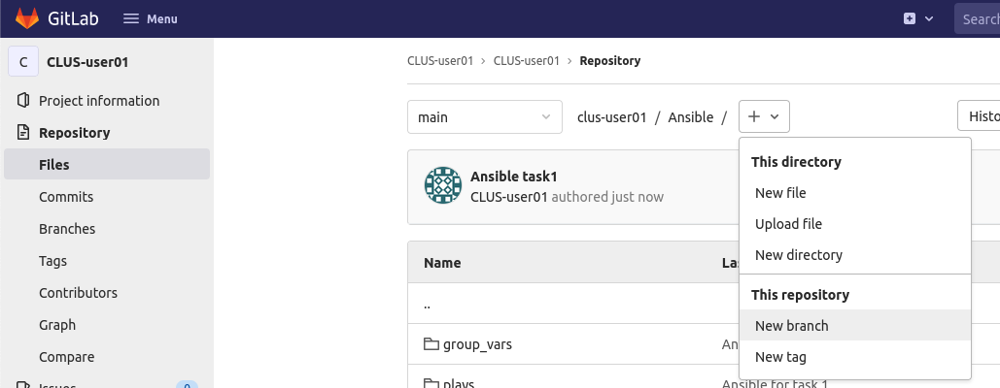 GitLab Menu
Search
C CLUS-user01
Project information
Repository
Files
Commits
Branches
Tags
Contributors
Graph
Compare
Issues 0
CLUS-user01 › CLUS-user01 › Repository
main
clus-user01 / Ansible / +
Histo
This directory
New file
Upload file
New directory
This repository
New branch
New tag
Ansible task1
CLUS-user01 authored just now
Name Las
..
group_vars An
plays Ansible for task 1